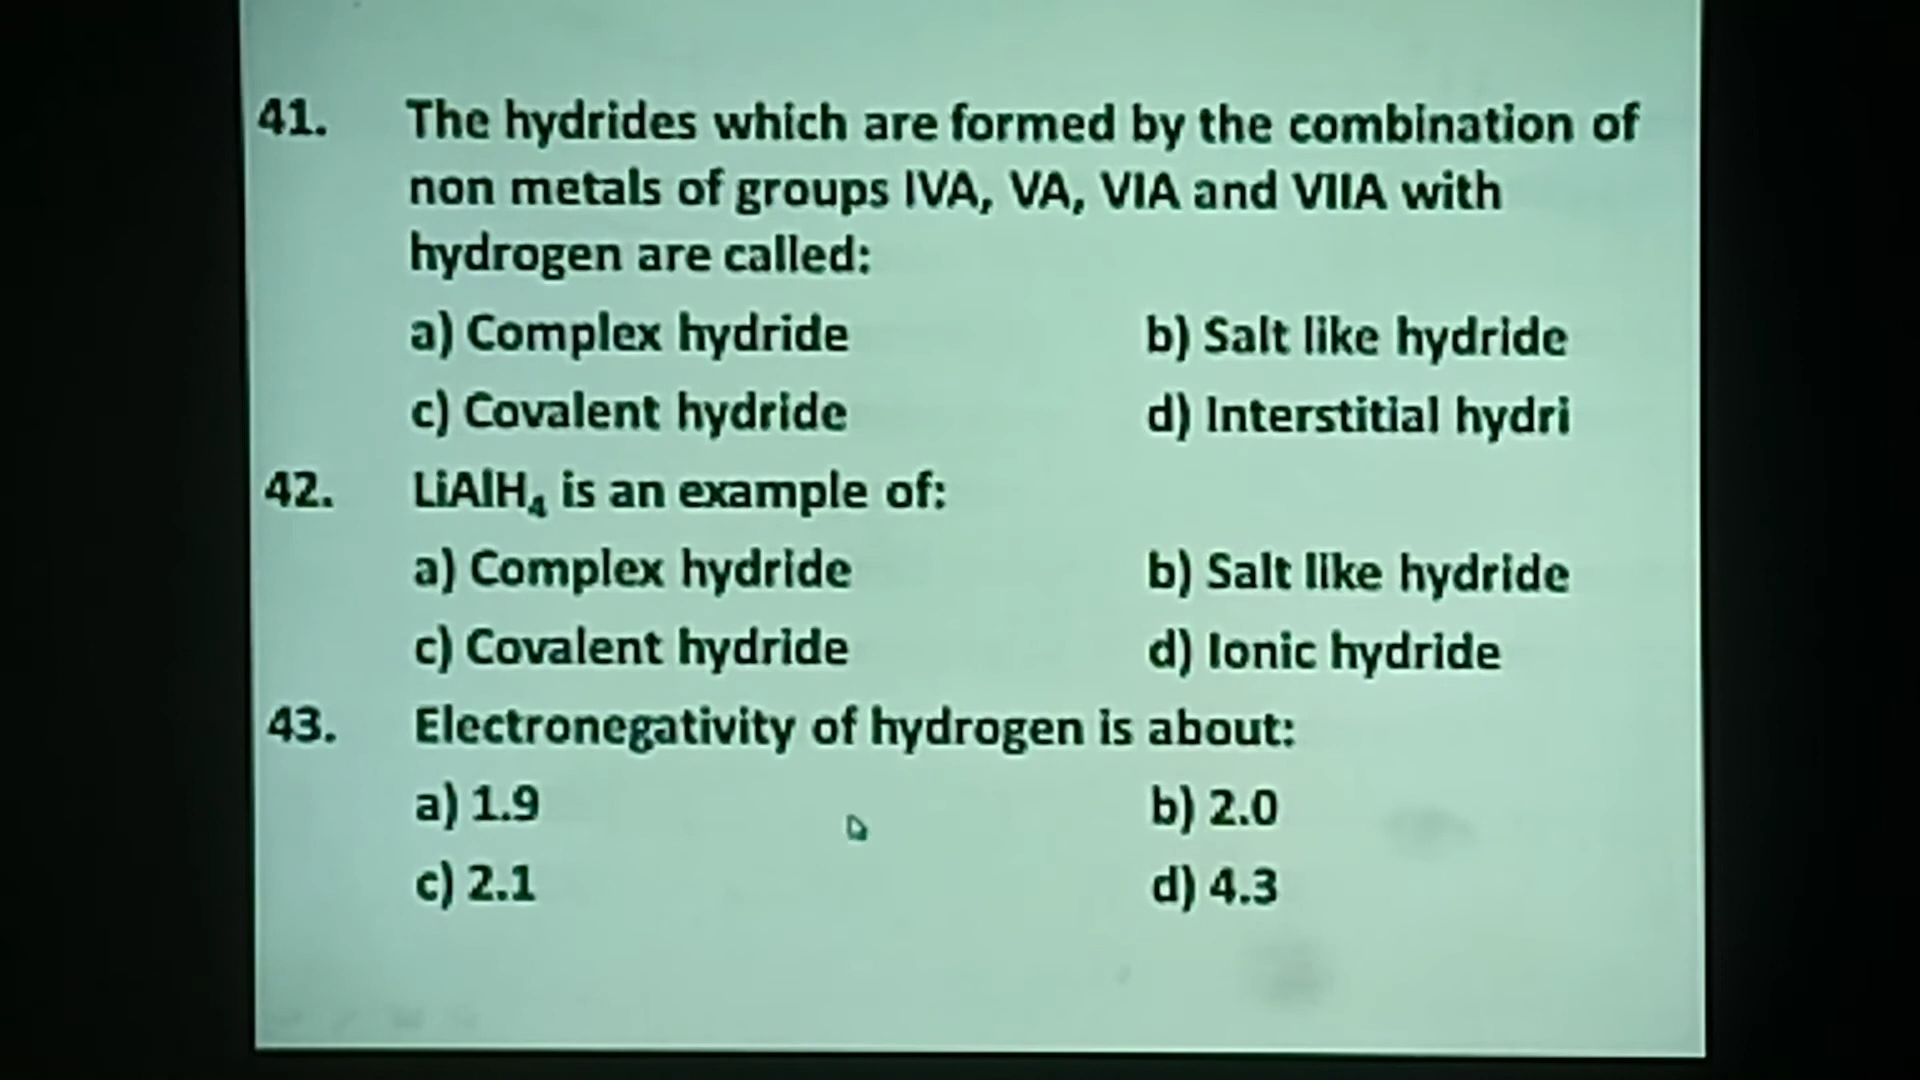 41. The hydrides which are formed by the combination of
non metals of groups IVA, VA, VIA and VIIA with
hydrogen are called:
a) Complex hydride b) Salt like hydride
c) Covalent hydride d) Interstitial hydri
42. LiAlH₄ is an example of:
a) Complex hydride b) Salt like hydride
c) Covalent hydride d) Ionic hydride
43. Electronegativity of hydrogen is about:
a) 1.9 b) 2.0
c) 2.1 d) 4.3